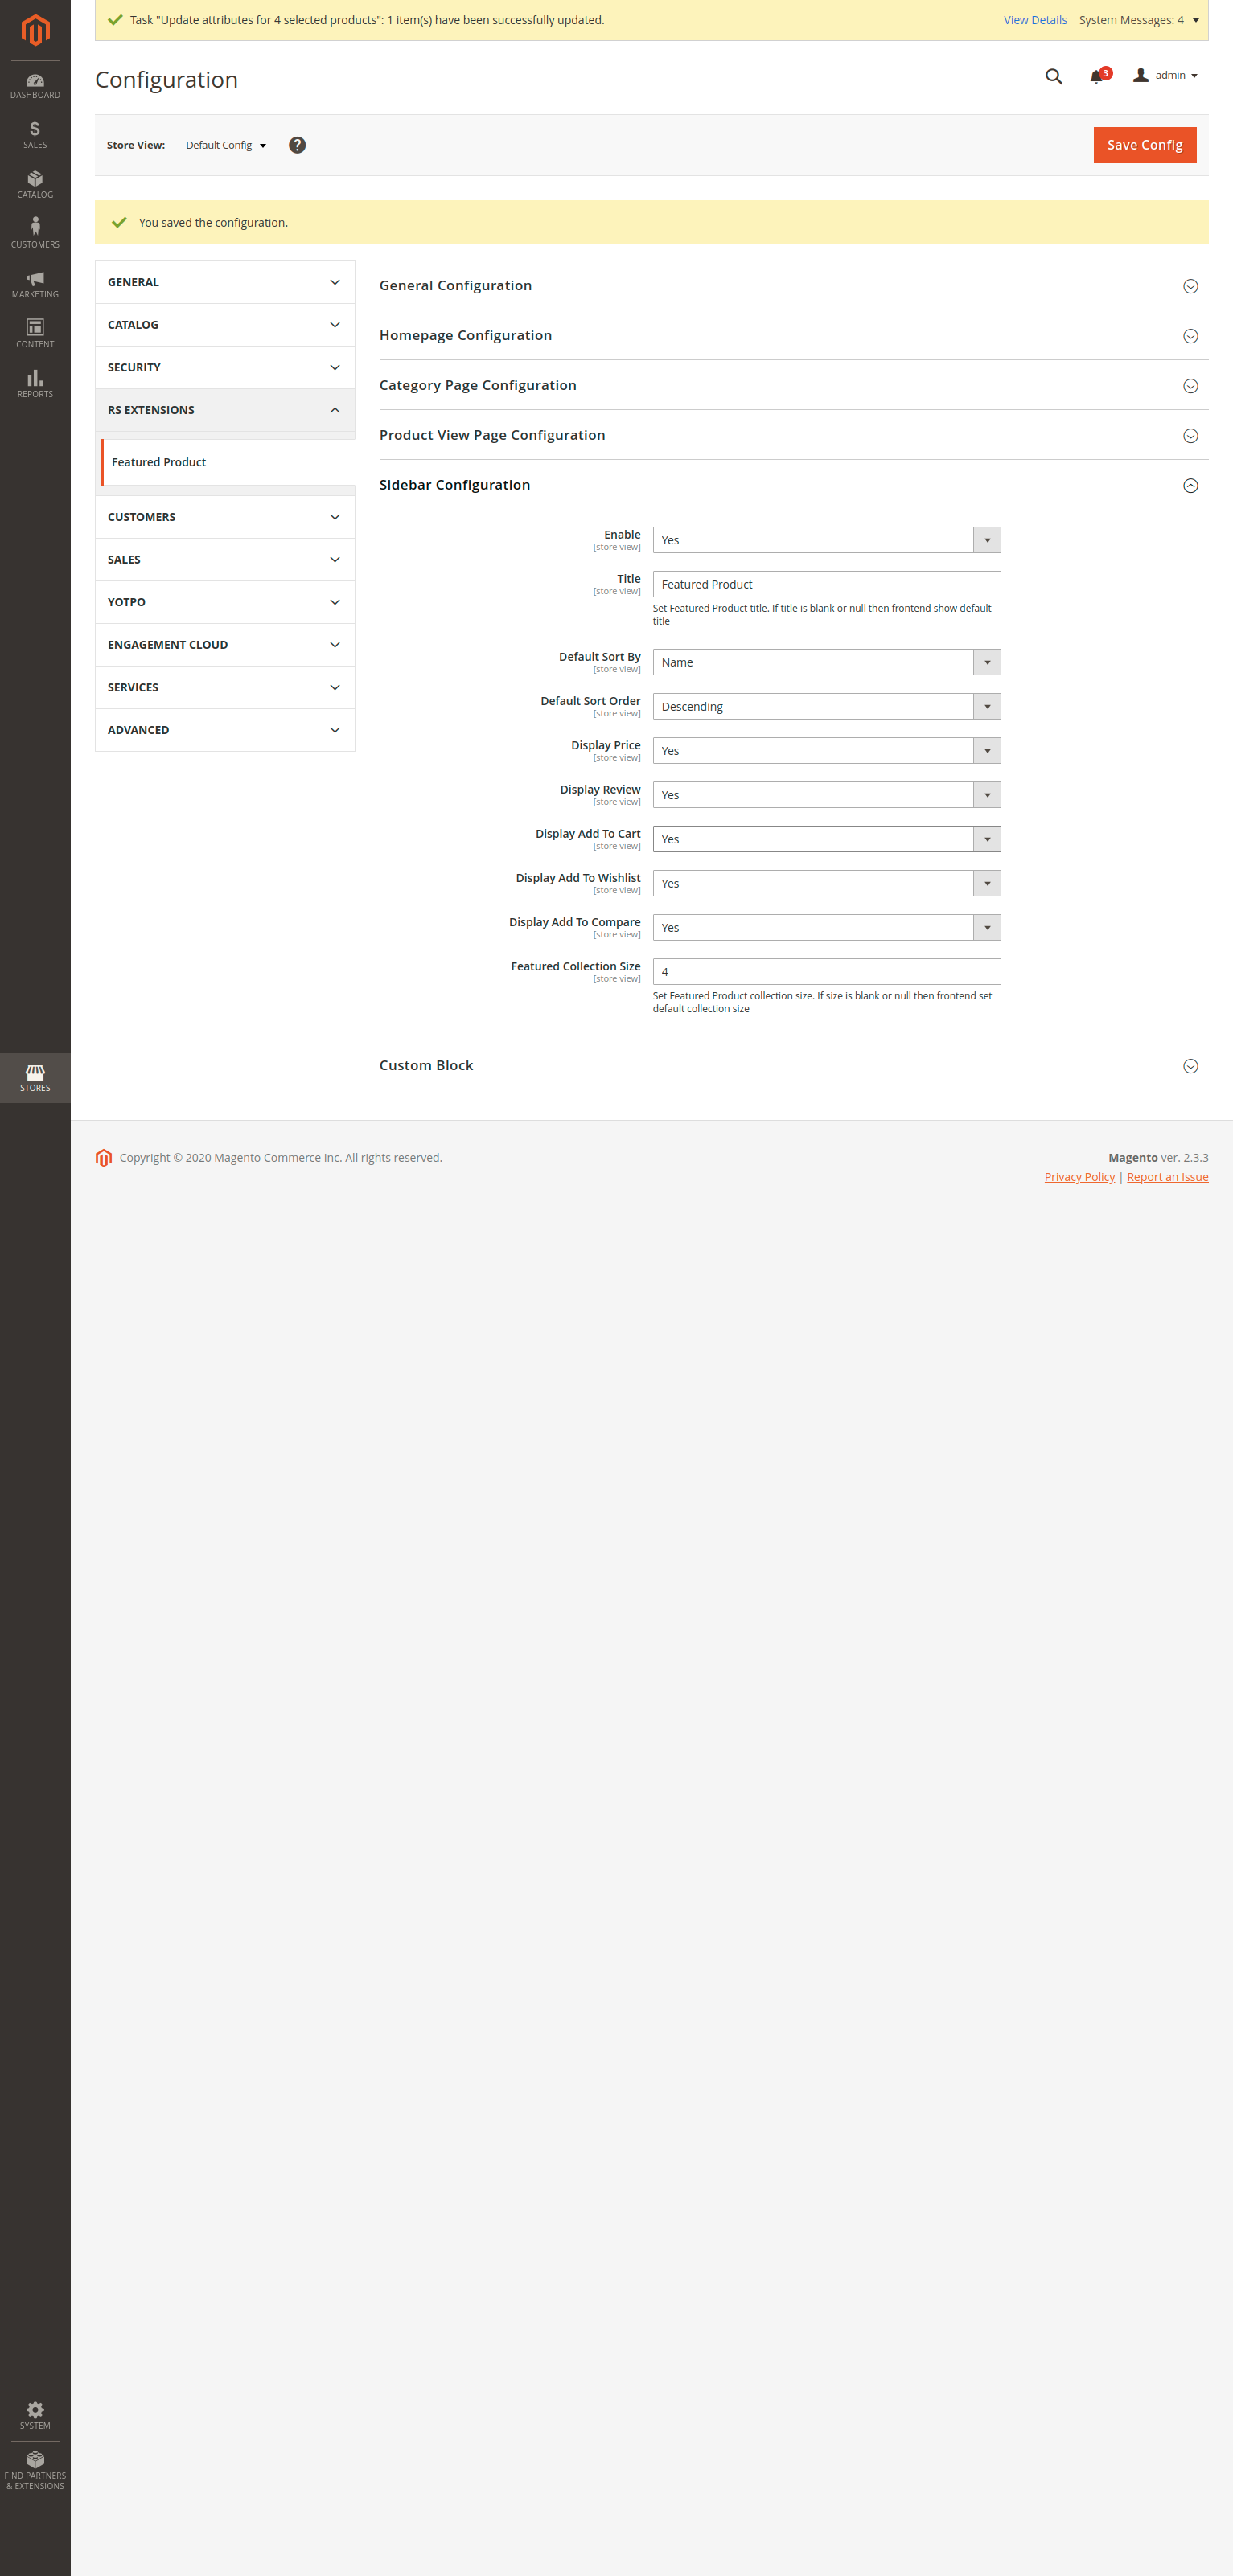 Task "Update attributes for 4 selected products": 1 item(s) have been successfully updated.
View Details
System Messages: 4
Configuration
3
admin
Store View:
Default Config
?
Save Config
You saved the configuration.
DASHBOARD
SALES
CATALOG
CUSTOMERS
MARKETING
CONTENT
REPORTS
STORES
SYSTEM
FIND PARTNERS
& EXTENSIONS
GENERAL
CATALOG
SECURITY
RS EXTENSIONS
Featured Product
CUSTOMERS
SALES
YOTPO
ENGAGEMENT CLOUD
SERVICES
ADVANCED
General Configuration
Homepage Configuration
Category Page Configuration
Product View Page Configuration
Sidebar Configuration
Enable
[store view]
Yes
Title
[store view]
Featured Product
Set Featured Product title. If title is blank or null then frontend show default
title
Default Sort By
[store view]
Name
Default Sort Order
[store view]
Descending
Display Price
[store view]
Yes
Display Review
[store view]
Yes
Display Add To Cart
[store view]
Yes
Display Add To Wishlist
[store view]
Yes
Display Add To Compare
[store view]
Yes
Featured Collection Size
[store view]
4
Set Featured Product collection size. If size is blank or null then frontend set
default collection size
Custom Block
Copyright © 2020 Magento Commerce Inc. All rights reserved.
Magento ver. 2.3.3
Privacy Policy | Report an Issue